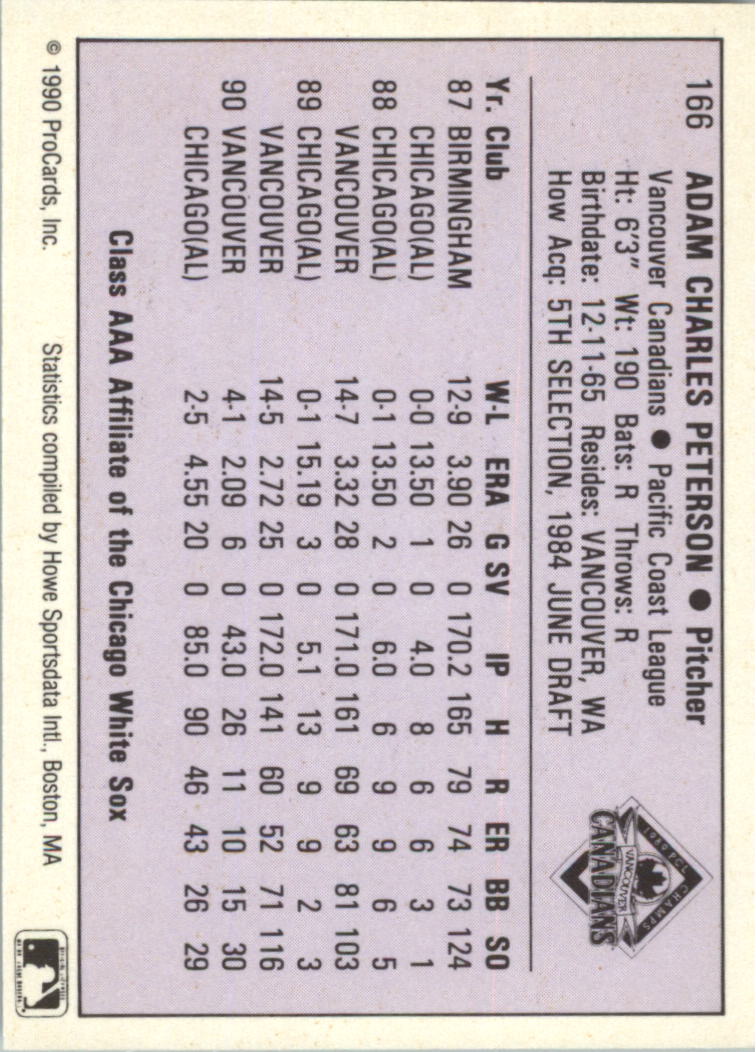 166 ADAM CHARLES PETERSON ● Pitcher
Vancouver Canadians ● Pacific Coast League
Ht: 6'3" Wt: 190 Bats: R Throws: R
Birthdate: 12-11-65 Resides: VANCOUVER, WA
How Acq: 5TH SELECTION, 1984 JUNE DRAFT
1989 PCL CHAMPS
VANCOUVER
CANADIANS
Yr. Club W-L ERA G SV IP H R ER BB SO
87 BIRMINGHAM 12-9 3.90 26 0 170.2 165 79 74 73 124
CHICAGO(AL) 0-0 13.50 1 0 4.0 8 6 6 3 1
88 CHICAGO(AL) 0-1 13.50 2 0 6.0 6 9 9 6 5
VANCOUVER 14-7 3.32 28 0 171.0 161 69 63 81 103
89 CHICAGO(AL) 0-1 15.19 3 0 5.1 13 9 9 2 3
VANCOUVER 14-5 2.72 25 0 172.0 141 60 52 71 116
90 VANCOUVER 4-1 2.09 6 0 43.0 26 11 10 15 30
CHICAGO(AL) 2-5 4.55 20 0 85.0 90 46 43 26 29
Class AAA Affiliate of the Chicago White Sox
© 1990 ProCards, Inc. Statistics compiled by Howe Sportsdata Intl., Boston, MA